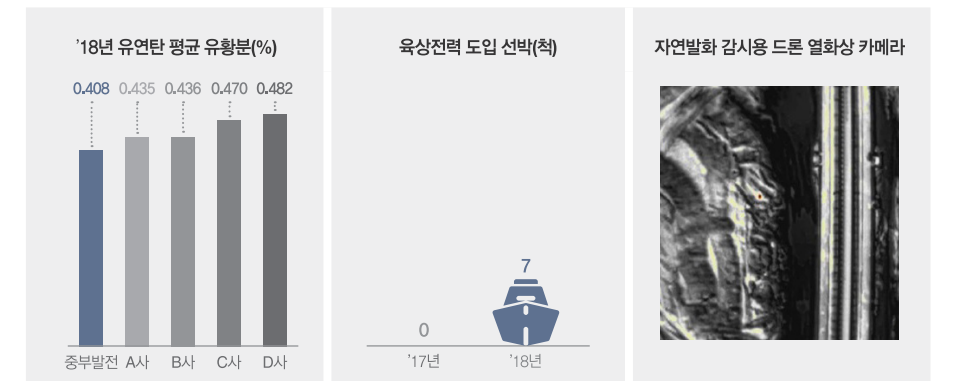 ’18년 유연탄 평균 유황분(%)
0.408 0.435 0.436 0.470 0.482
중부발전 A사 B사 C사 D사
육상전력 도입 선박(척)
0
7
’17년 ’18년
자연발화 감시용 드론 열화상 카메라